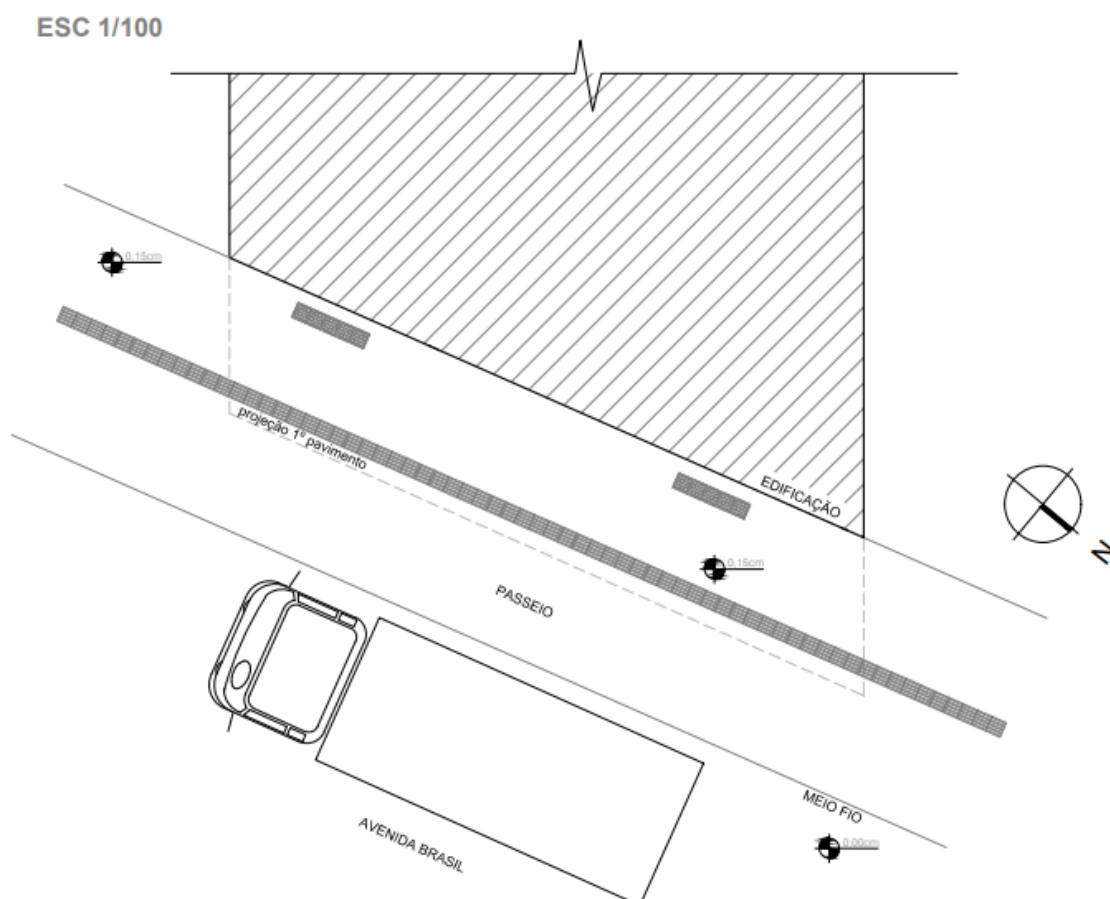 ESC 1/100
0,15cm
projeção 1º pavimento
EDIFICAÇÃO
N
0,15cm
PASSEIO
MEIO FIO
AVENIDA BRASIL
0,00cm